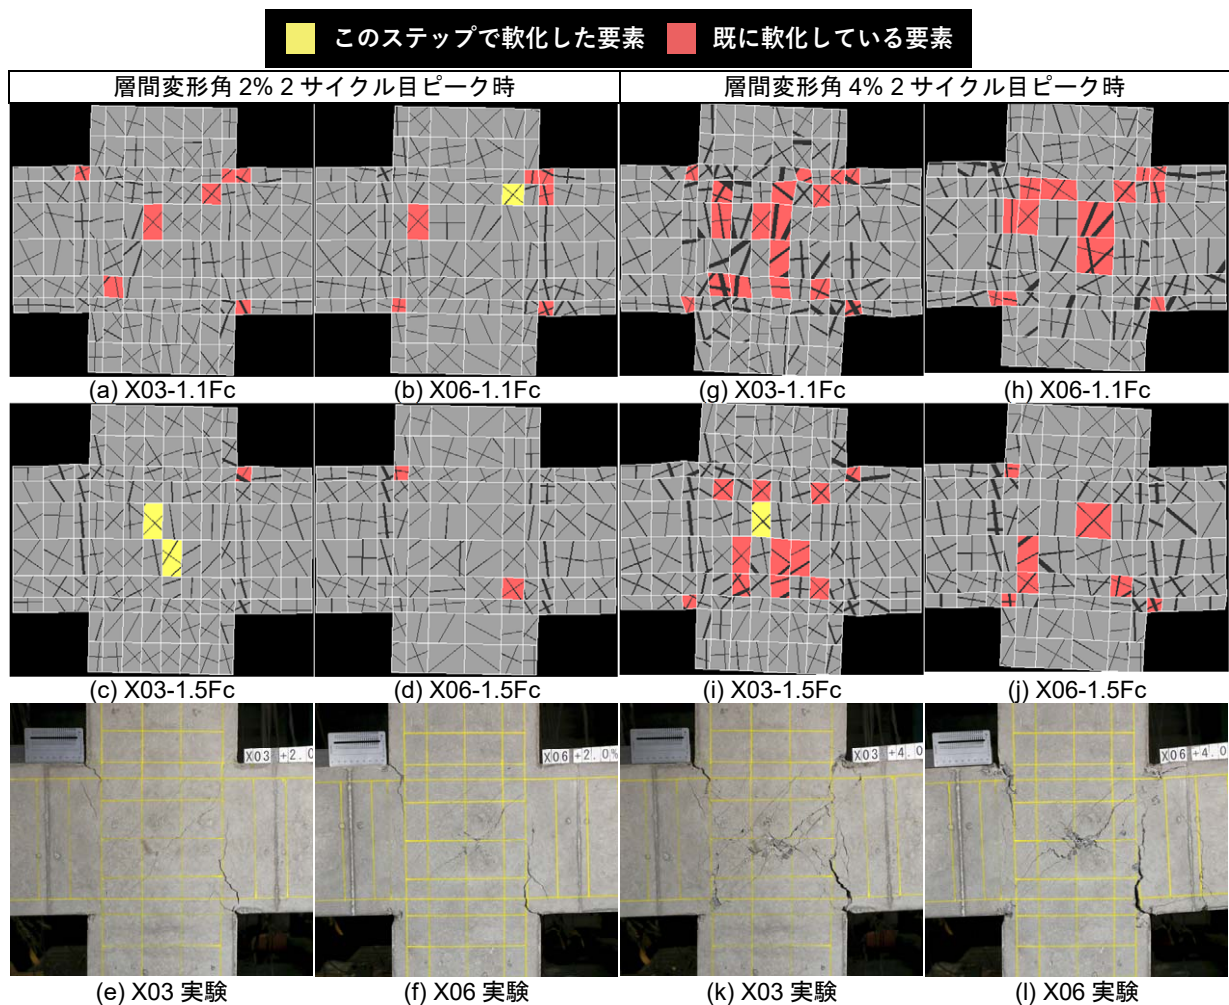 このステップで軟化した要素 既に軟化している要素
層間変形角 2% 2 サイクル目ピーク時 層間変形角 4% 2 サイクル目ピーク時
(a) X03-1.1Fc (b) X06-1.1Fc (g) X03-1.1Fc (h) X06-1.1Fc
(c) X03-1.5Fc (d) X06-1.5Fc (i) X03-1.5Fc (j) X06-1.5Fc
X03 +2.0 X06 +2.0% X03 +4.0 X06 +4.0
(e) X03 実験 (f) X06 実験 (k) X03 実験 (l) X06 実験